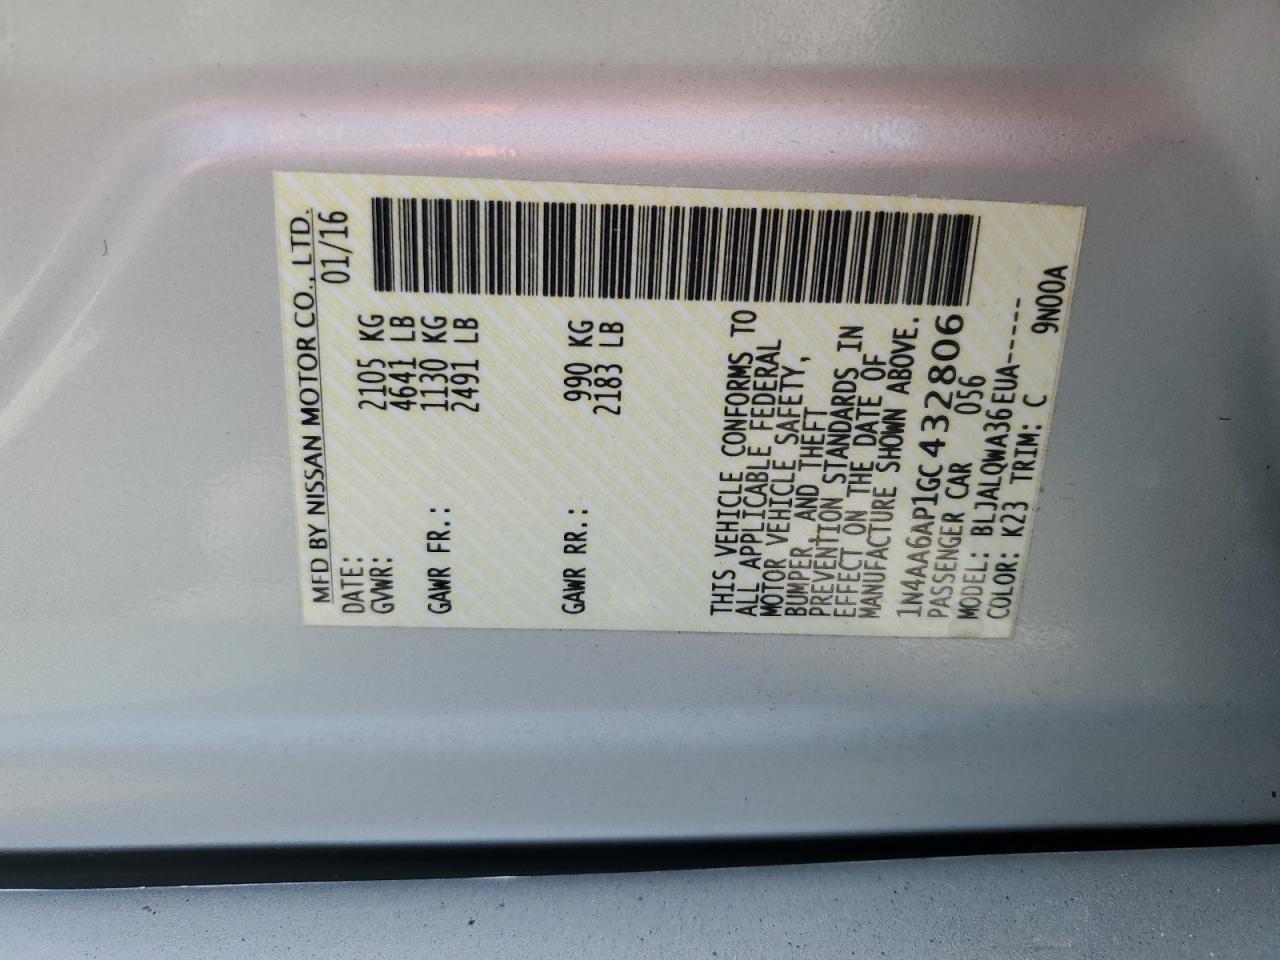 MFD BY NISSAN MOTOR CO., LTD.
DATE: 01/16
GVWR: 2105 KG
4641 LB
GAWR FR.: 1130 KG
2491 LB
GAWR RR.: 990 KG
2183 LB
THIS VEHICLE CONFORMS TO
ALL APPLICABLE FEDERAL
MOTOR VEHICLE SAFETY,
BUMPER, AND THEFT
PREVENTION STANDARDS IN
EFFECT ON THE DATE OF
MANUFACTURE SHOWN ABOVE.
1N4AA6AP1GC432806
PASSENGER CAR 056
MODEL: BLJALQWA36EUA-----
COLOR: K23 TRIM: C 9N00A